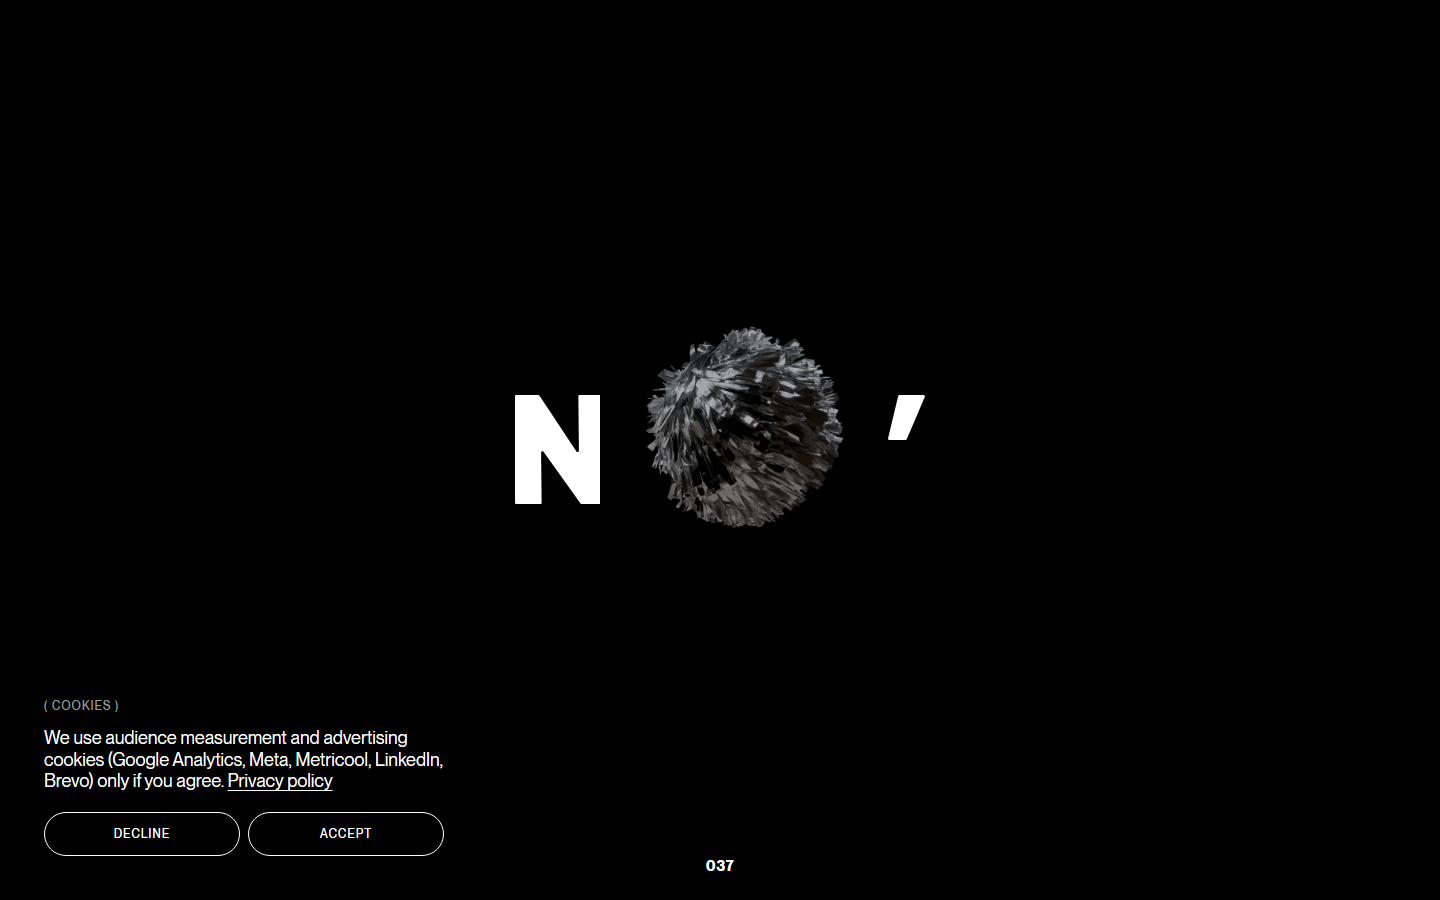 N ’
( COOKIES )
We use audience measurement and advertising
cookies (Google Analytics, Meta, Metricool, LinkedIn,
Brevo) only if you agree. Privacy policy
DECLINE
ACCEPT
037